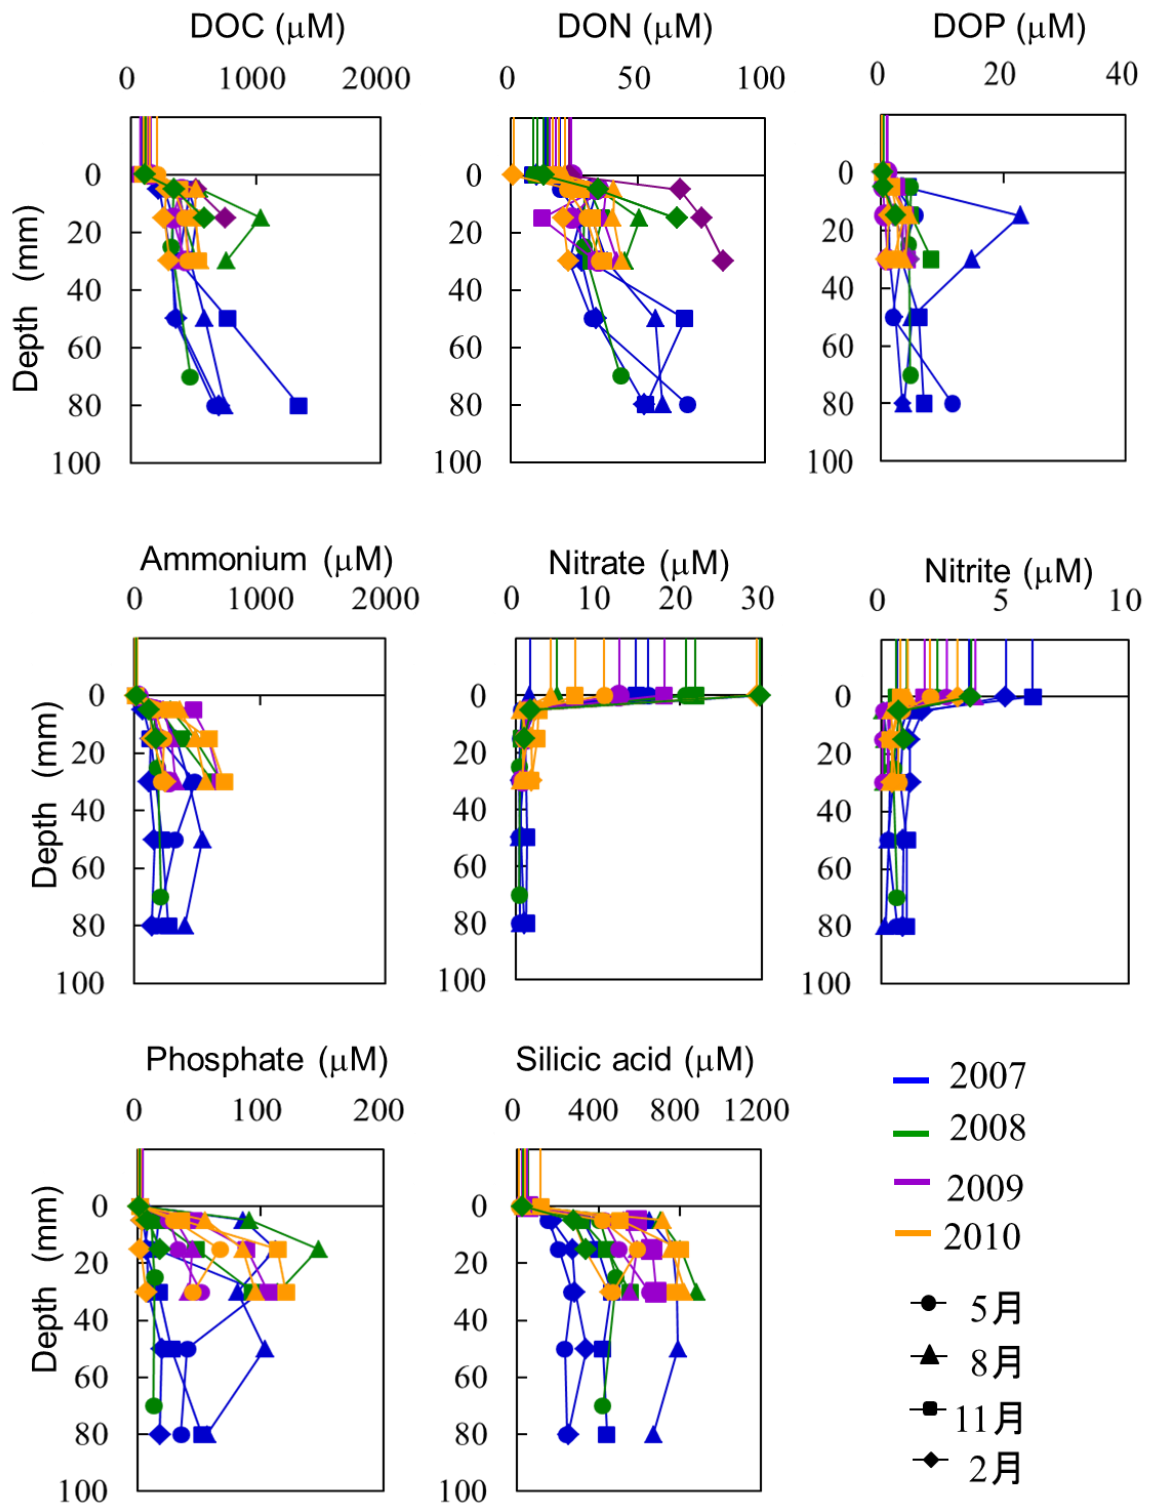 DOC (μM)
DON (μM)
DOP (μM)
0 1000 2000
0 50 100
0 20 40
Depth (mm)
0
20
40
60
80
100
0
20
40
60
80
100
0
20
40
60
80
100
Ammonium (μM)
Nitrate (μM)
Nitrite (μM)
0 1000 2000
0 10 20 30
0 5 10
Depth (mm)
0
20
40
60
80
100
0
20
40
60
80
100
0
20
40
60
80
100
Phosphate (μM)
Silicic acid (μM)
0 100 200
0 400 800 1200
Depth (mm)
0
20
40
60
80
100
0
20
40
60
80
100
2007
2008
2009
2010
5月
8月
11月
2月